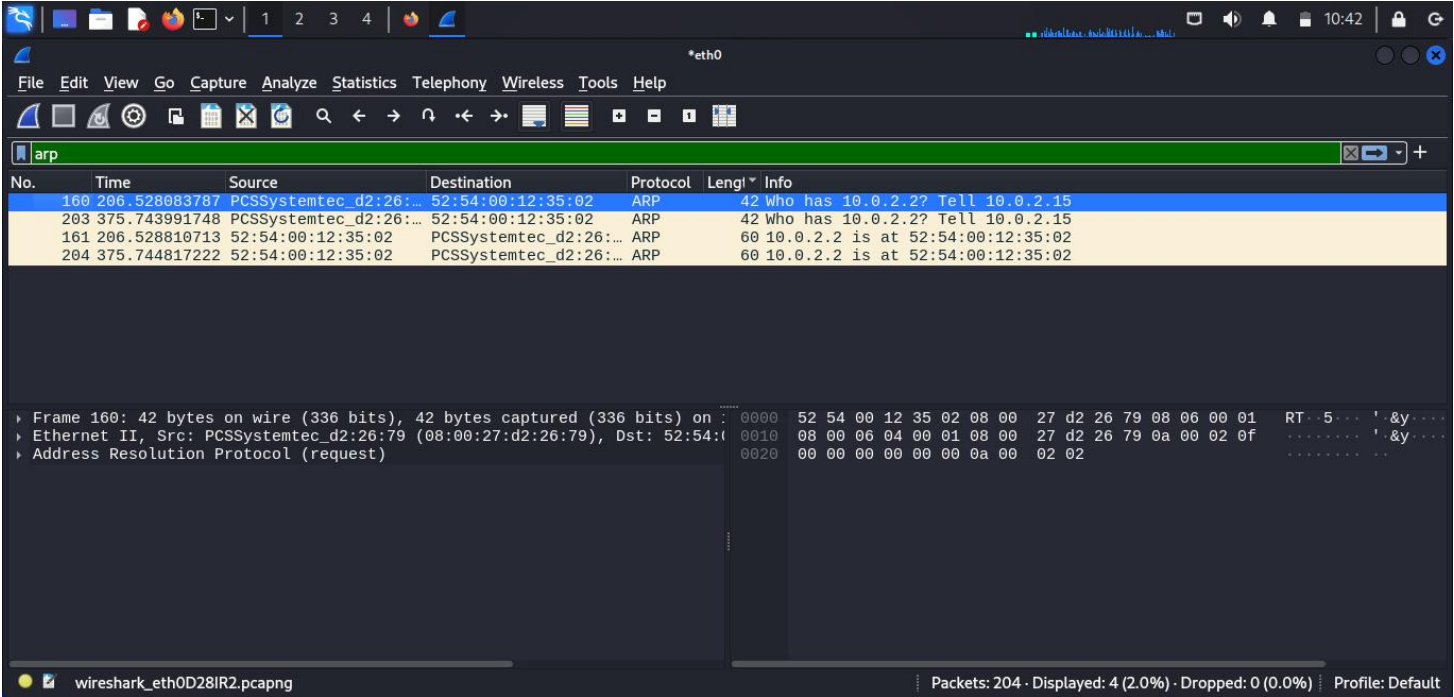 1 2 3 4 10:42
*eth0
File Edit View Go Capture Analyze Statistics Telephony Wireless Tools Help
arp
No. Time Source Destination Protocol Lengt Info
160 206.528083787 PCSSystemtec_d2:26:… 52:54:00:12:35:02 ARP 42 Who has 10.0.2.2? Tell 10.0.2.15
203 375.743991748 PCSSystemtec_d2:26:… 52:54:00:12:35:02 ARP 42 Who has 10.0.2.2? Tell 10.0.2.15
161 206.528810713 52:54:00:12:35:02 PCSSystemtec_d2:26:… ARP 60 10.0.2.2 is at 52:54:00:12:35:02
204 375.744817222 52:54:00:12:35:02 PCSSystemtec_d2:26:… ARP 60 10.0.2.2 is at 52:54:00:12:35:02
Frame 160: 42 bytes on wire (336 bits), 42 bytes captured (336 bits) on
Ethernet II, Src: PCSSystemtec_d2:26:79 (08:00:27:d2:26:79), Dst: 52:54:
Address Resolution Protocol (request)
0000 52 54 00 12 35 02 08 00 27 d2 26 79 08 06 00 01 RT··5··· '·&y····
0010 08 00 06 04 00 01 08 00 27 d2 26 79 0a 00 02 0f ········ '·&y····
0020 00 00 00 00 00 00 0a 00 02 02 ········ ··
wireshark_eth0D28IR2.pcapng Packets: 204 · Displayed: 4 (2.0%) · Dropped: 0 (0.0%) Profile: Default